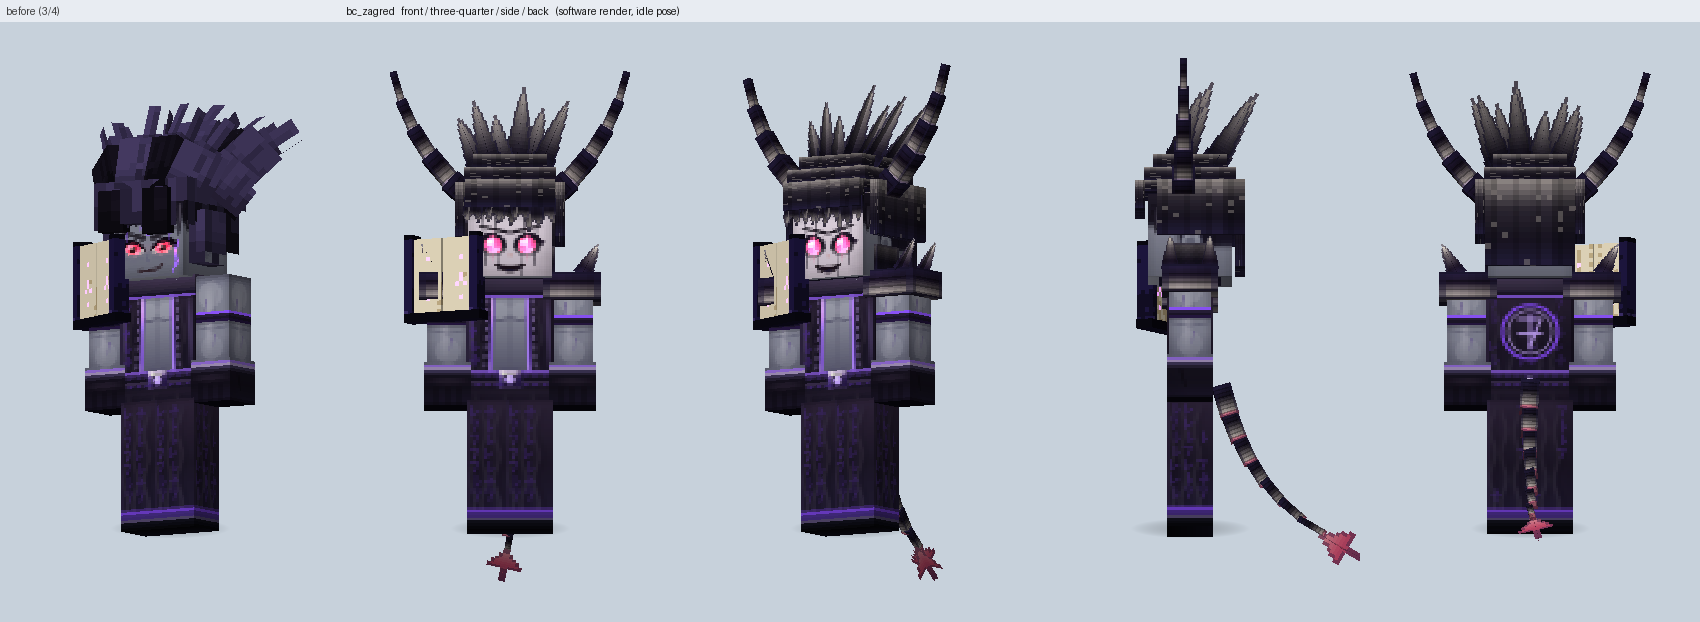 before (3/4)
bc_zagred front / three-quarter / side / back (software render, idle pose)